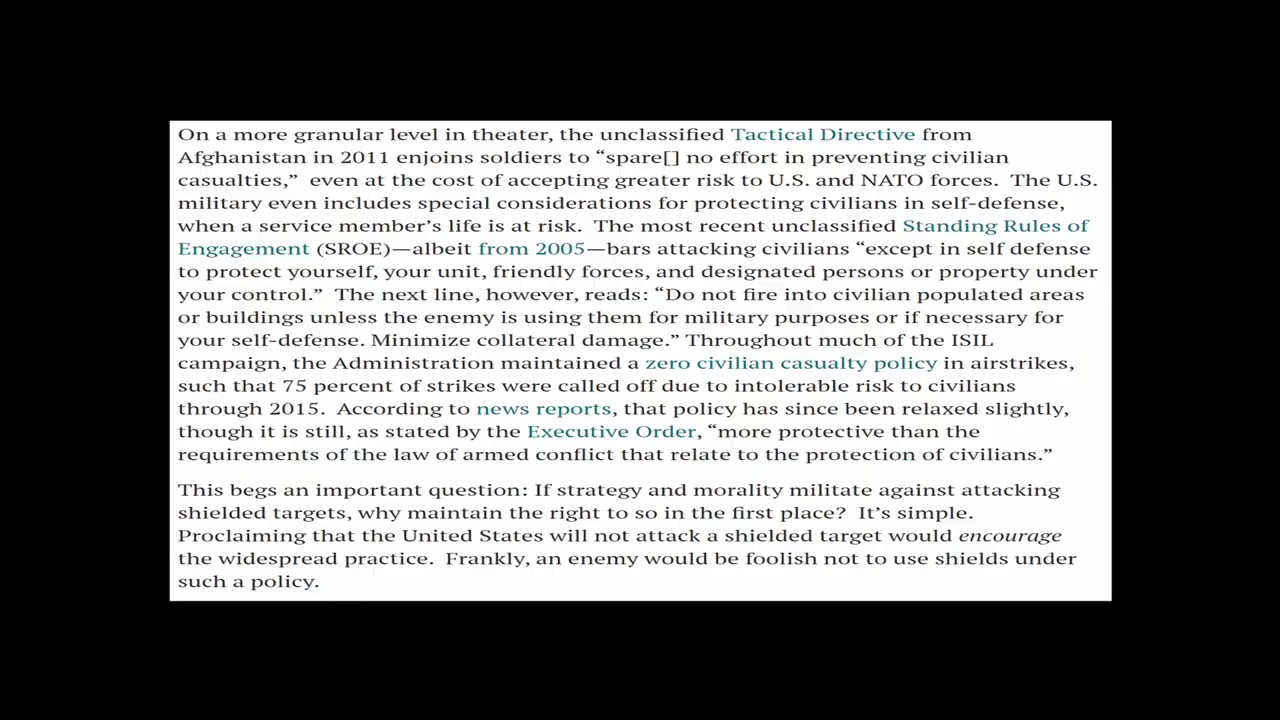 On a more granular level in theater, the unclassified Tactical Directive from
Afghanistan in 2011 enjoins soldiers to “spare[] no effort in preventing civilian
casualties,” even at the cost of accepting greater risk to U.S. and NATO forces. The U.S.
military even includes special considerations for protecting civilians in self-defense,
when a service member’s life is at risk. The most recent unclassified Standing Rules of
Engagement (SROE)—albeit from 2005—bars attacking civilians “except in self defense
to protect yourself, your unit, friendly forces, and designated persons or property under
your control.” The next line, however, reads: “Do not fire into civilian populated areas
or buildings unless the enemy is using them for military purposes or if necessary for
your self-defense. Minimize collateral damage.” Throughout much of the ISIL
campaign, the Administration maintained a zero civilian casualty policy in airstrikes,
such that 75 percent of strikes were called off due to intolerable risk to civilians
through 2015. According to news reports, that policy has since been relaxed slightly,
though it is still, as stated by the Executive Order, “more protective than the
requirements of the law of armed conflict that relate to the protection of civilians.”
This begs an important question: If strategy and morality militate against attacking
shielded targets, why maintain the right to so in the first place? It’s simple.
Proclaiming that the United States will not attack a shielded target would encourage
the widespread practice. Frankly, an enemy would be foolish not to use shields under
such a policy.